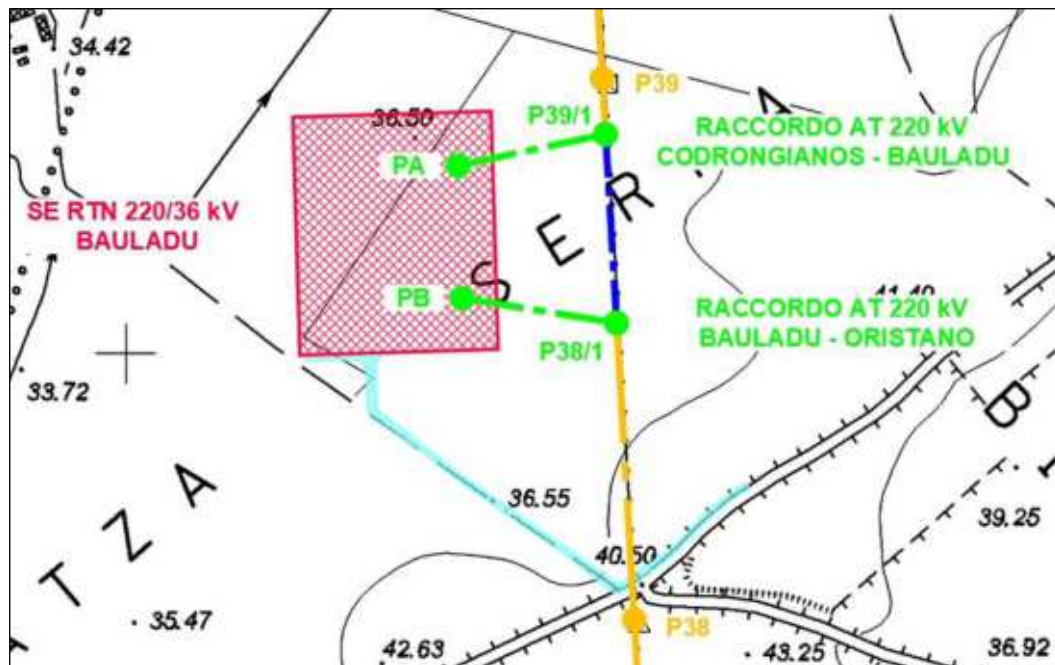 34.42
P39
36.50
P39/1
RACCORDO AT 220 kV
CODRONGIANOS - BAULADU
PA
SE RTN 220/36 kV
BAULADU
S E R R A
PB
RACCORDO AT 220 kV
BAULADU - ORISTANO
P38/1
33.72
B
T Z A
36.55
39.25
40.50
35.47
P38
42.63
43.25
36.92